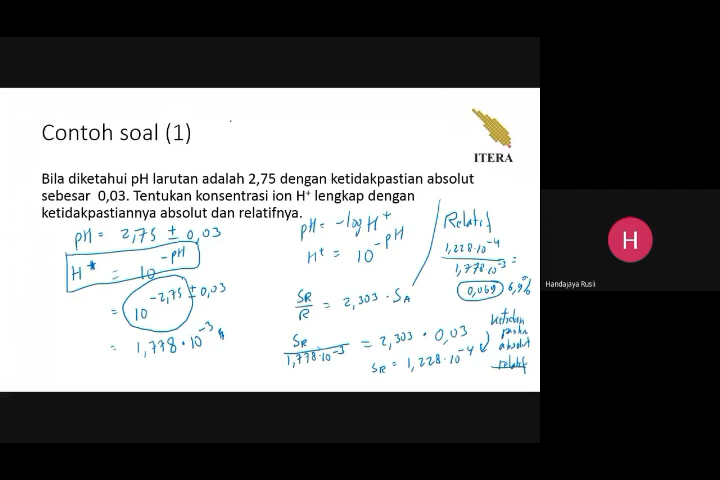 Contoh soal (1)
ITERA
Bila diketahui pH larutan adalah 2,75 dengan ketidakpastian absolut
sebesar 0,03. Tentukan konsentrasi ion H⁺ lengkap dengan
ketidakpastiannya absolut dan relatifnya.
pH = 2,75 ± 0,03
H⁺ = 10^-pH
= 10^-2,75 ± 0,03
= 1,778 · 10^-3
pH = -log H⁺
H⁺ = 10^-pH
SR/R = 2,303 · SA
SR/1,778·10^-3 = 2,303 · 0,03
SR = 1,228 · 10^-4
Relatif
1,228·10^-4/1,778·10^-3 =
0,069 6,9%
absolut
relatif
H
Handajaya Rusli